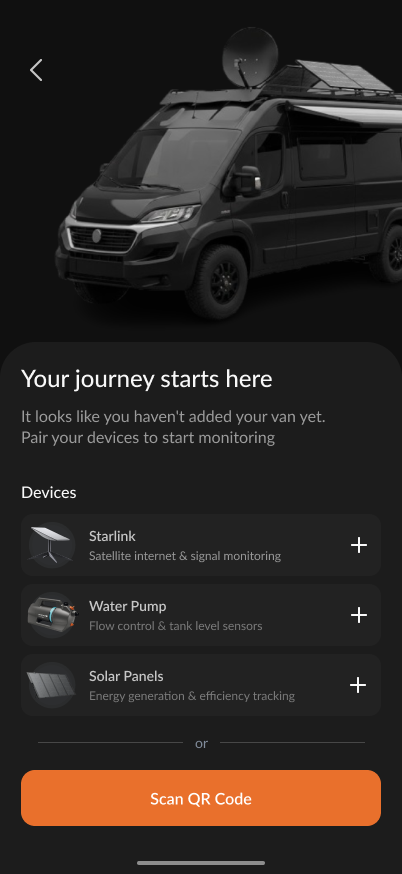 Your journey starts here
It looks like you haven't added your van yet.
Pair your devices to start monitoring
Devices
Starlink
Satellite internet & signal monitoring
Water Pump
Flow control & tank level sensors
Solar Panels
Energy generation & efficiency tracking
or
Scan QR Code